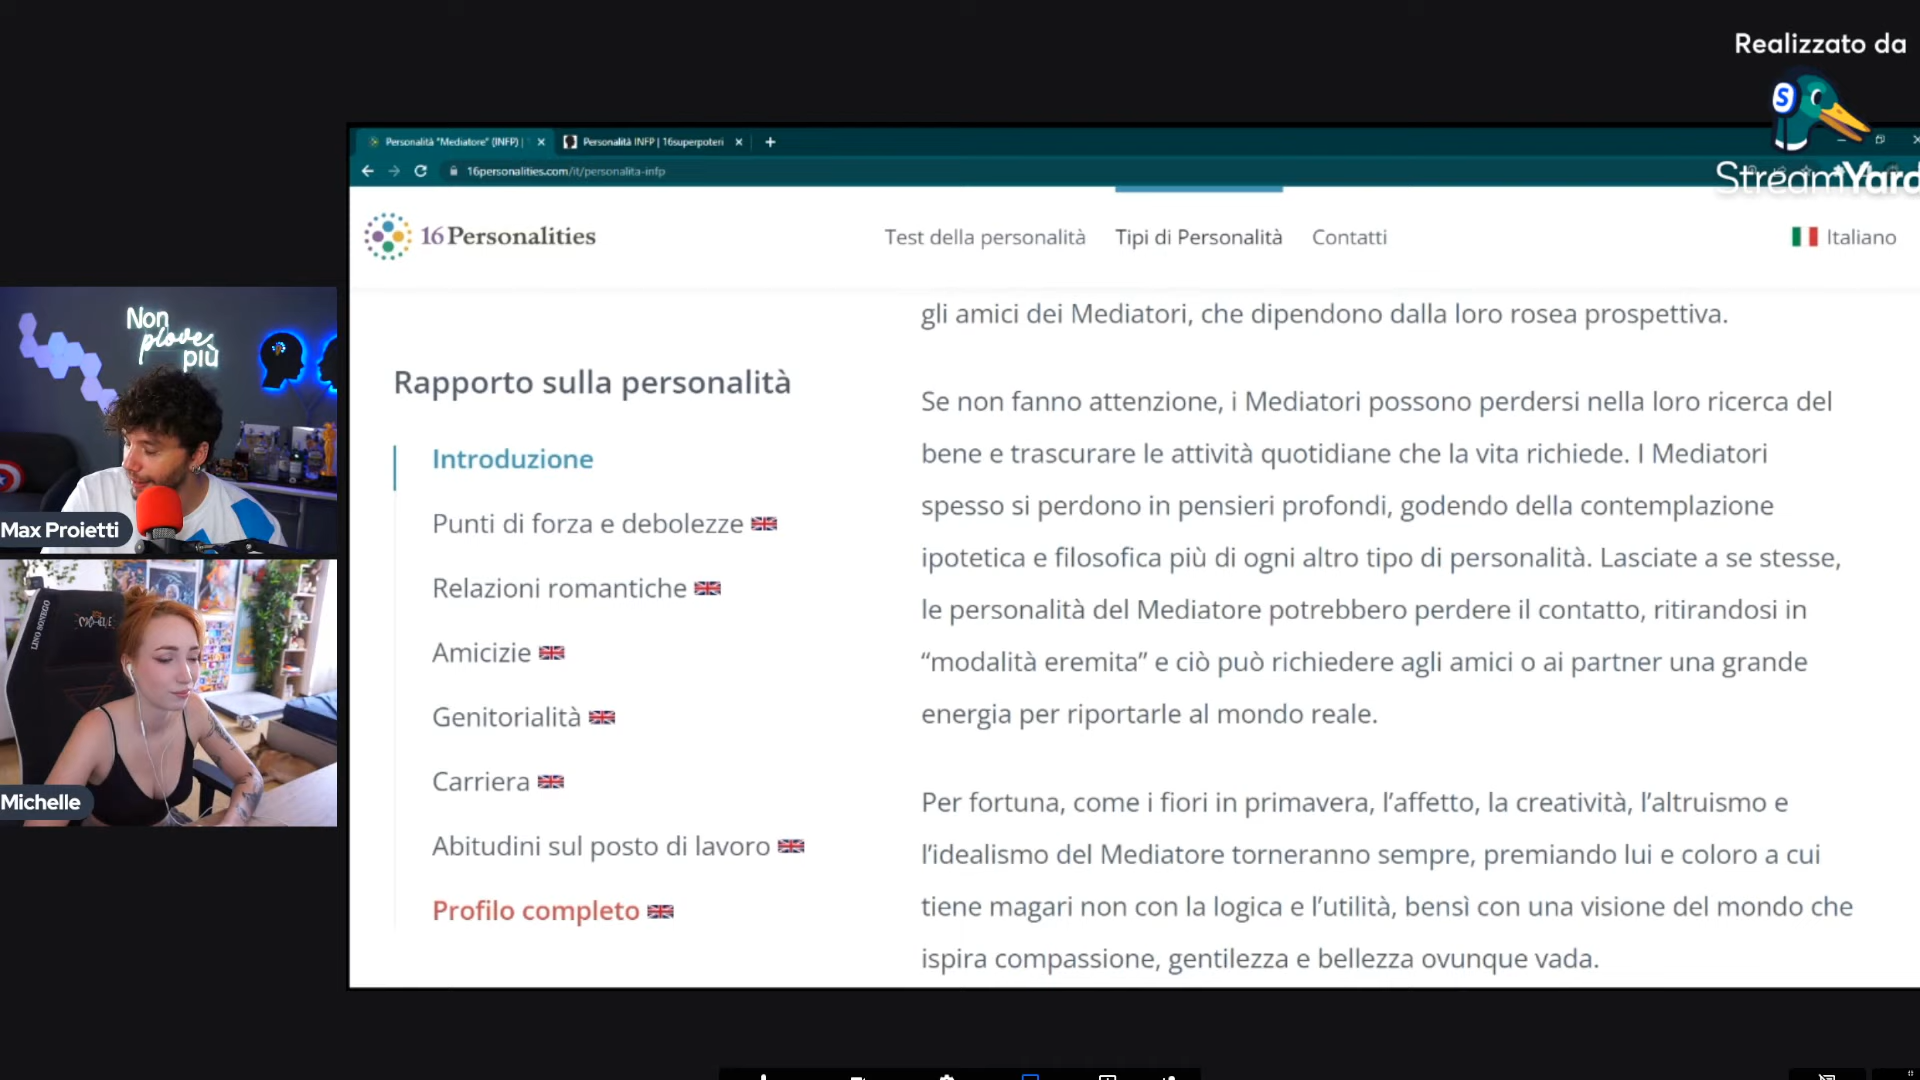 Realizzato da
StreamYard
Personalità "Mediatore" (INFP) |
Personalità INFP | 16superpoteri
16personalities.com/it/personalita-infp
16Personalities
Test della personalità
Tipi di Personalità
Contatti
Italiano
gli amici dei Mediatori, che dipendono dalla loro rosea prospettiva.
Rapporto sulla personalità
Introduzione
Punti di forza e debolezze
Relazioni romantiche
Amicizie
Genitorialità
Carriera
Abitudini sul posto di lavoro
Profilo completo
Se non fanno attenzione, i Mediatori possono perdersi nella loro ricerca del
bene e trascurare le attività quotidiane che la vita richiede. I Mediatori
spesso si perdono in pensieri profondi, godendo della contemplazione
ipotetica e filosofica più di ogni altro tipo di personalità. Lasciate a se stesse,
le personalità del Mediatore potrebbero perdere il contatto, ritirandosi in
“modalità eremita” e ciò può richiedere agli amici o ai partner una grande
energia per riportarle al mondo reale.
Per fortuna, come i fiori in primavera, l’affetto, la creatività, l’altruismo e
l’idealismo del Mediatore torneranno sempre, premiando lui e coloro a cui
tiene magari non con la logica e l’utilità, bensì con una visione del mondo che
ispira compassione, gentilezza e bellezza ovunque vada.
Non
piove
più
Max Proietti
LINO SONEGO
Michelle